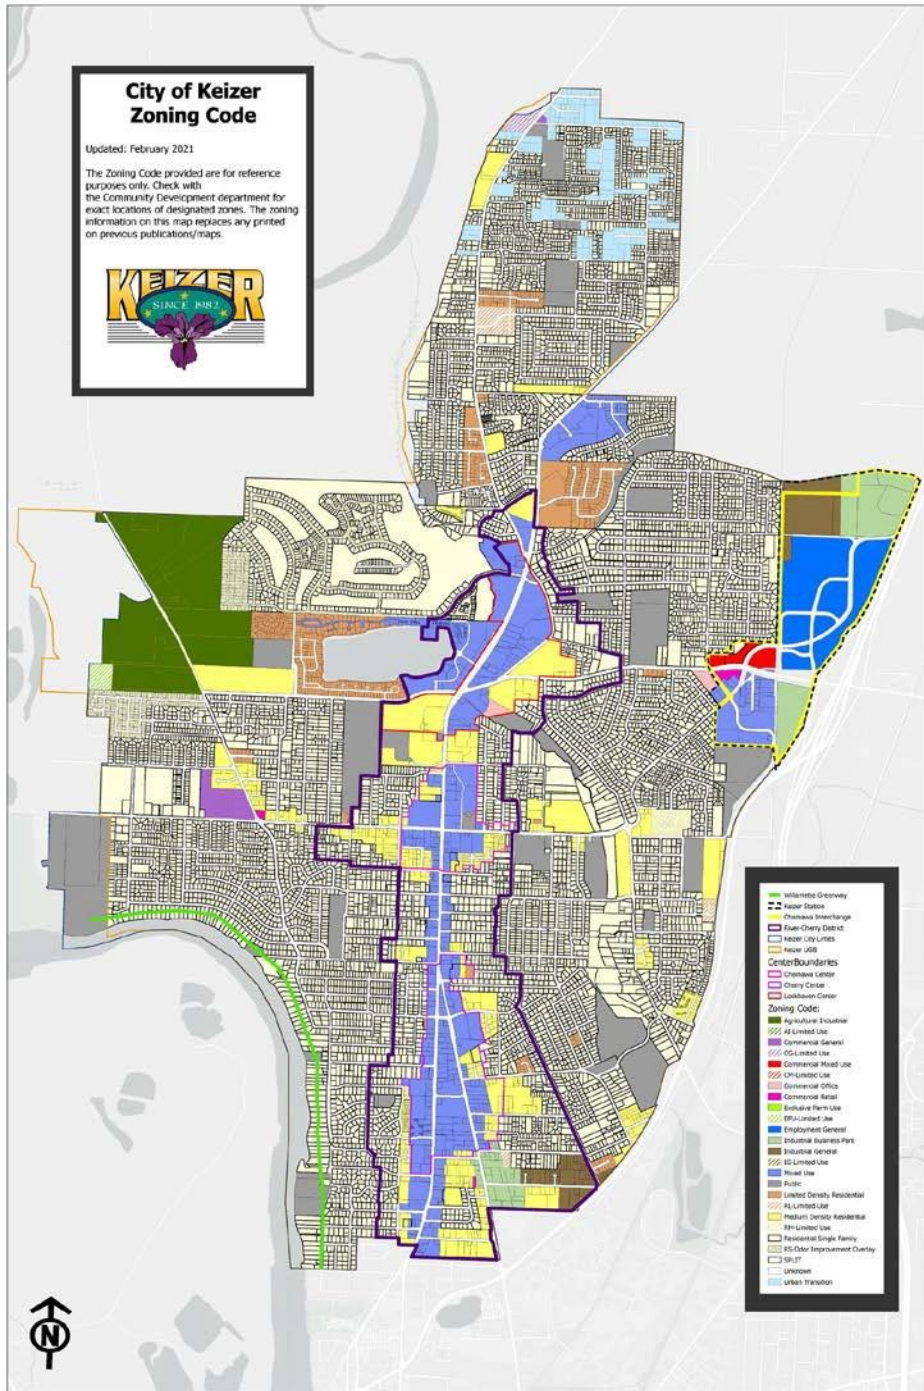 City of Keizer
Zoning Code
Updated: February 2021
The Zoning Code provided are for reference
purposes only. Check with
the Community Development department for
exact locations of designated zones. The zoning
information on this map replaces any printed
on previous publications/maps.
KEIZER
SINCE 1982
Willamette Greenway
Keizer Station
Chemawa Interchange
River-Cherry District
Keizer City Limits
Keizer UGB
CenterBoundaries
Chemawa Center
Cherry Center
Lockhaven Center
Zoning Code:
Agricultural Industrial
AI-Limited Use
Commercial General
CG-Limited Use
Commercial Mixed Use
CM-Limited Use
Commercial Office
Commercial Retail
Exclusive Farm Use
EFU-Limited Use
Employment General
Industrial Business Park
Industrial General
IG-Limited Use
Mixed Use
Public
Limited Density Residential
RL-Limited Use
Medium Density Residential
RM-Limited Use
Residential Single Family
RS-Odor Improvement Overlay
SPLIT
Unknown
Urban Transition
N